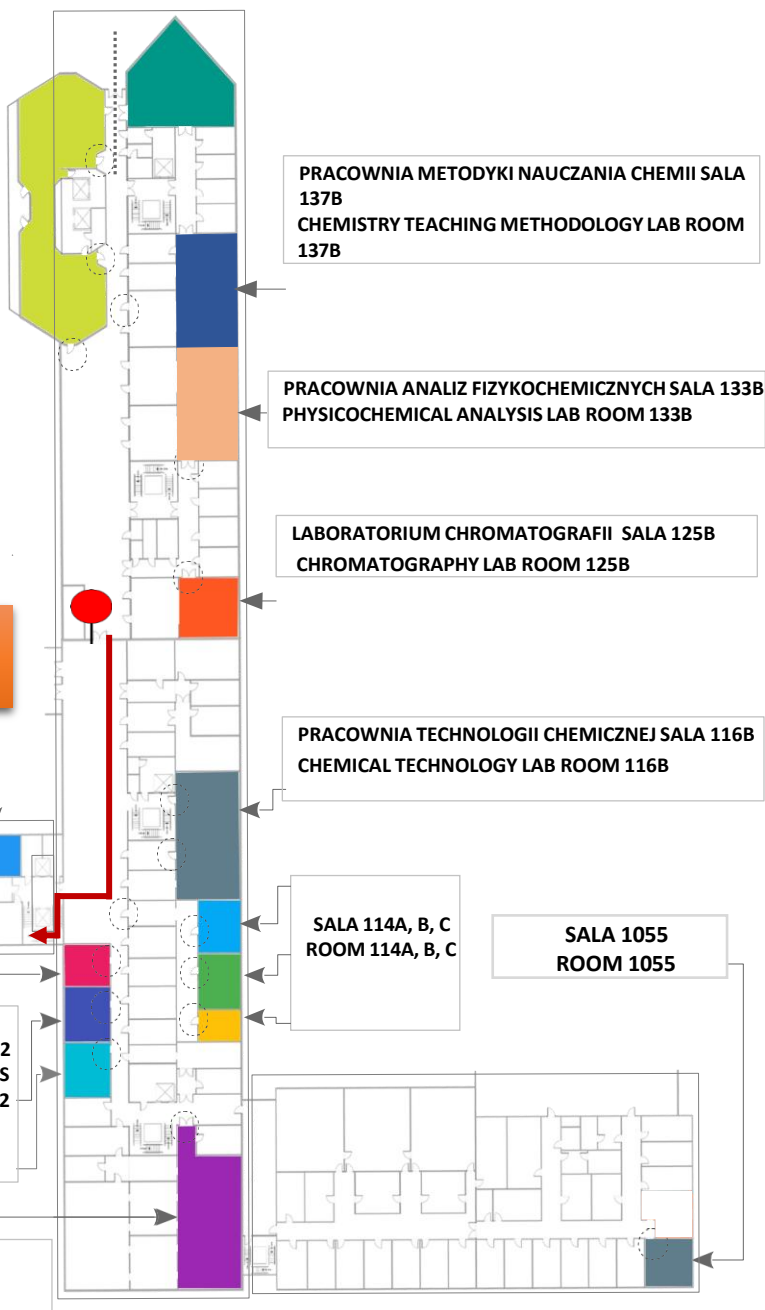 PRACOWNIA METODYKI NAUCZANIA CHEMII SALA
137B
CHEMISTRY TEACHING METHODOLOGY LAB ROOM
137B
PRACOWNIA ANALIZ FIZYKOCHEMICZNYCH SALA 133B
PHYSICOCHEMICAL ANALYSIS LAB ROOM 133B
LABORATORIUM CHROMATOGRAFII SALA 125B
CHROMATOGRAPHY LAB ROOM 125B
PRACOWNIA TECHNOLOGII CHEMICZNEJ SALA 116B
CHEMICAL TECHNOLOGY LAB ROOM 116B
SALA 114A, B, C
ROOM 114A, B, C
SALA 1055
ROOM 1055
2
S
2